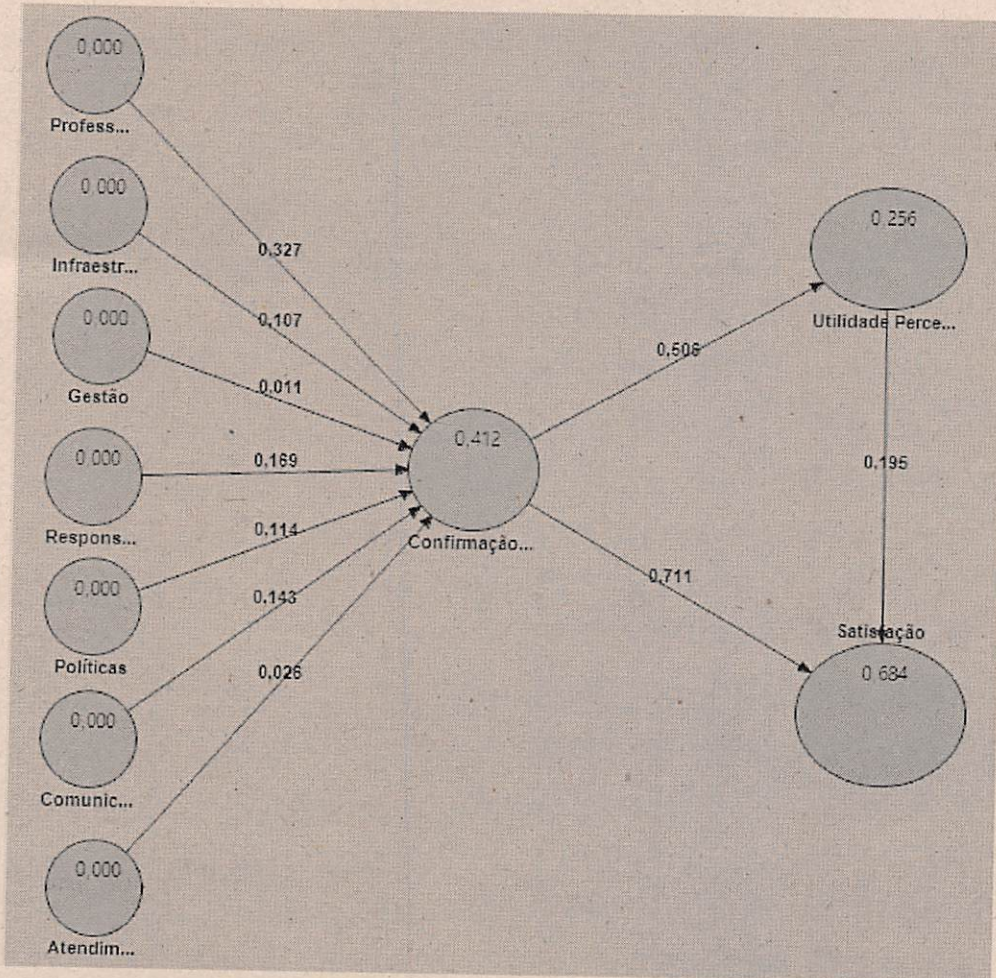 0,000
Profess...
0,000
Infraestr...
0,000
Gestão
0,000
Respons...
0,000
Políticas
0,000
Comunic...
0,000
Atendim...
0,327
0,107
0,011
0,169
0,114
0,143
0,026
0,412
Confirmação...
0,506
0,711
0,256
Utilidade Perce...
0,195
Satisfação
0,684